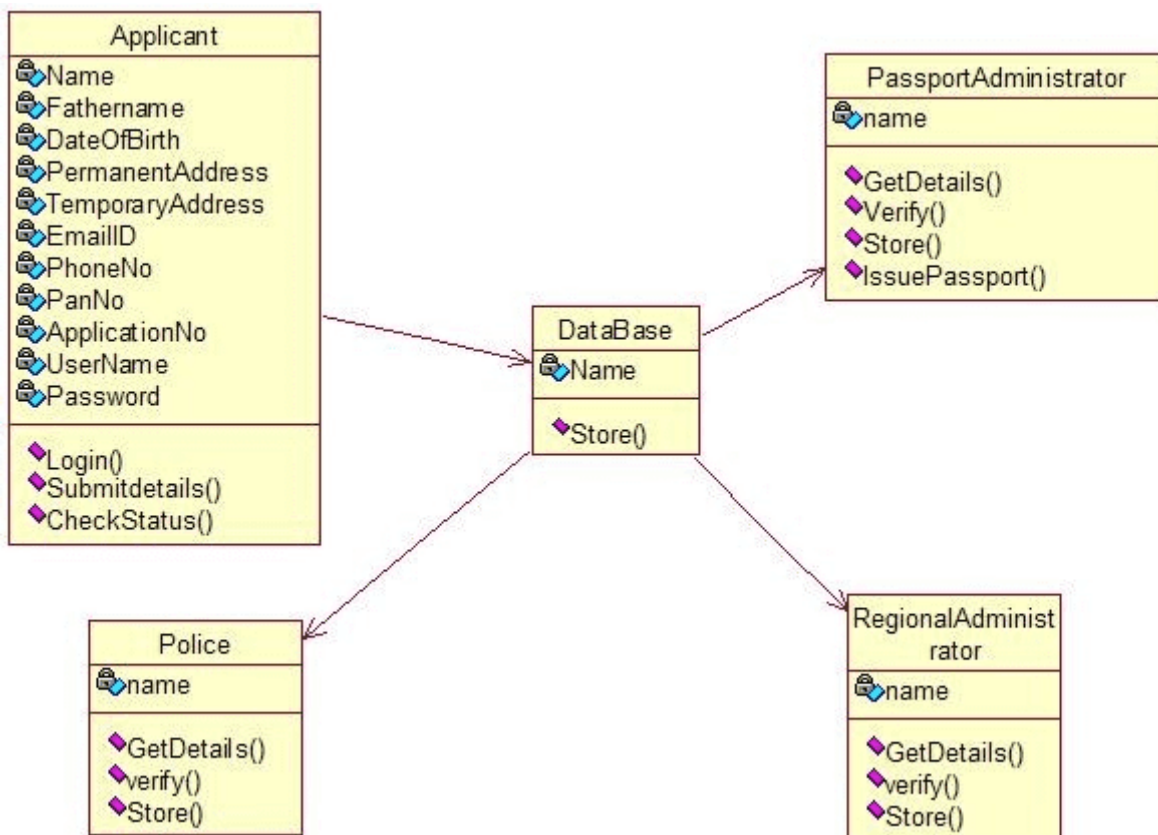 Applicant
Name
Fathername
DateOfBirth
PermanentAddress
TemporaryAddress
EmailID
PhoneNo
PanNo
ApplicationNo
UserName
Password
Login()
Submitdetails()
CheckStatus()
PassportAdministrator
name
GetDetails()
Verify()
Store()
IssuePassport()
DataBase
Name
Store()
Police
name
GetDetails()
verify()
Store()
RegionalAdminist
rator
name
GetDetails()
verify()
Store()